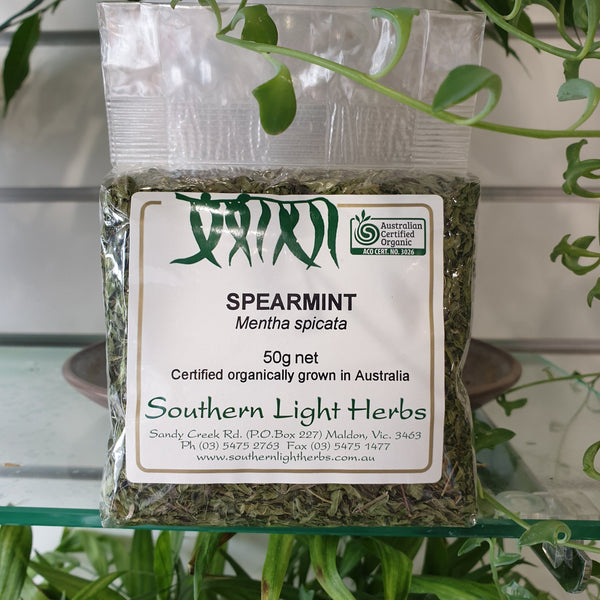 Australian
Certified
Organic
ACO CERT. NO. 3026
SPEARMINT
Mentha spicata
50g net
Certified organically grown in Australia
Southern Light Herbs
Sandy Creek Rd. (P.O.Box 227) Maldon, Vic. 3463
Ph (03) 5475 2763 Fax (03) 5475 1477
www.southernlightherbs.com.au